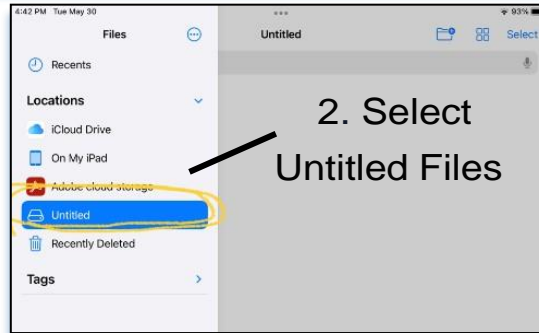 4:42 PM Tue May 30
93%
Files
Untitled
Select
Recents
Locations
iCloud Drive
On My iPad
Adobe cloud storage
Untitled
Recently Deleted
Tags
2. Select
Untitled Files